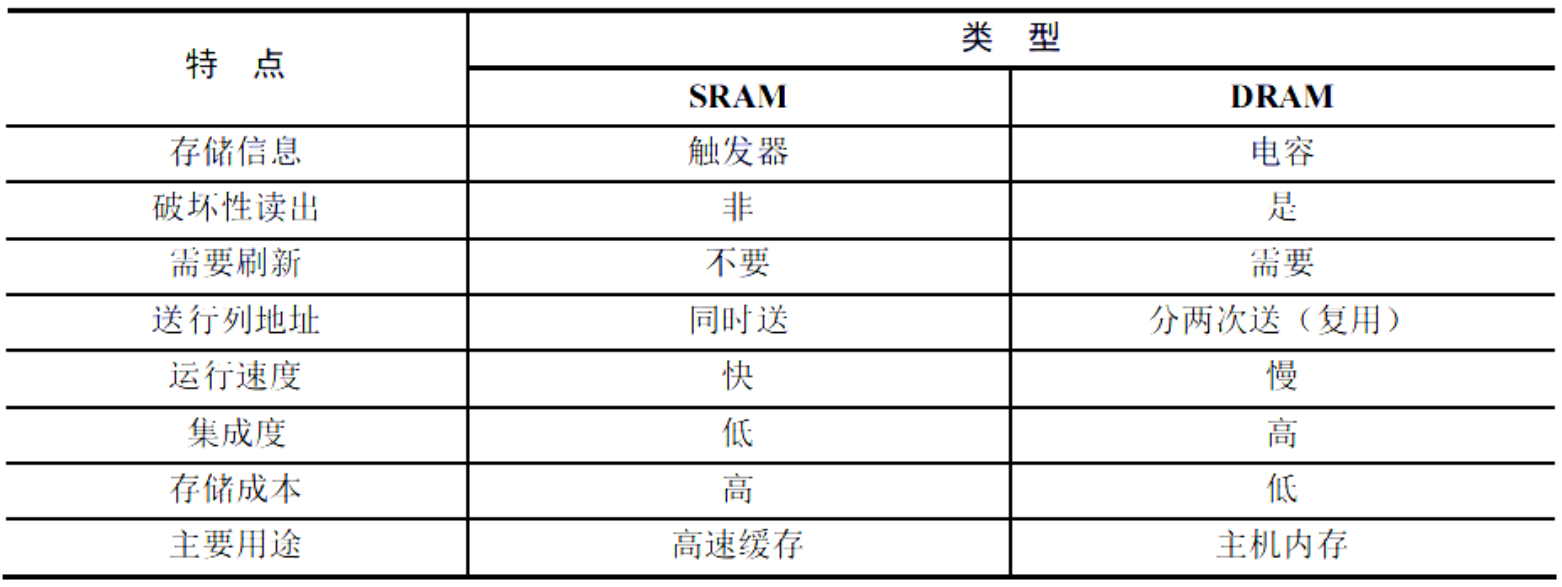 特 点 类 型
SRAM DRAM
存储信息 触发器 电容
破坏性读出 非 是
需要刷新 不要 需要
送行列地址 同时送 分两次送（复用）
运行速度 快 慢
集成度 低 高
存储成本 高 低
主要用途 高速缓存 主机内存